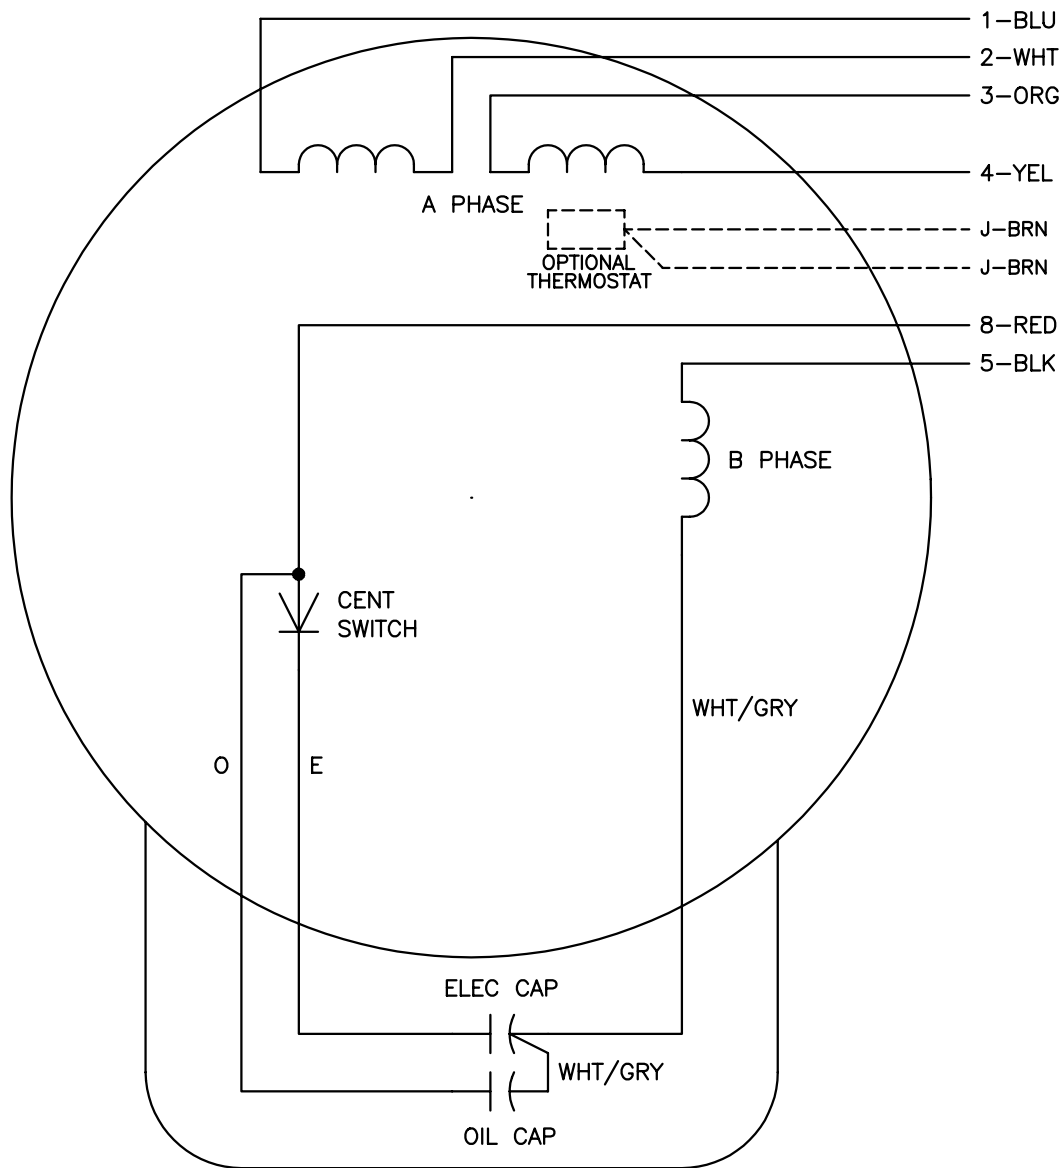 1-BLU
2-WHT
3-ORG
4-YEL
A PHASE
J-BRN
OPTIONAL
THERMOSTAT
J-BRN
8-RED
5-BLK
B PHASE
CENT
SWITCH
WHT/GRY
O
E
ELEC CAP
WHT/GRY
OIL CAP